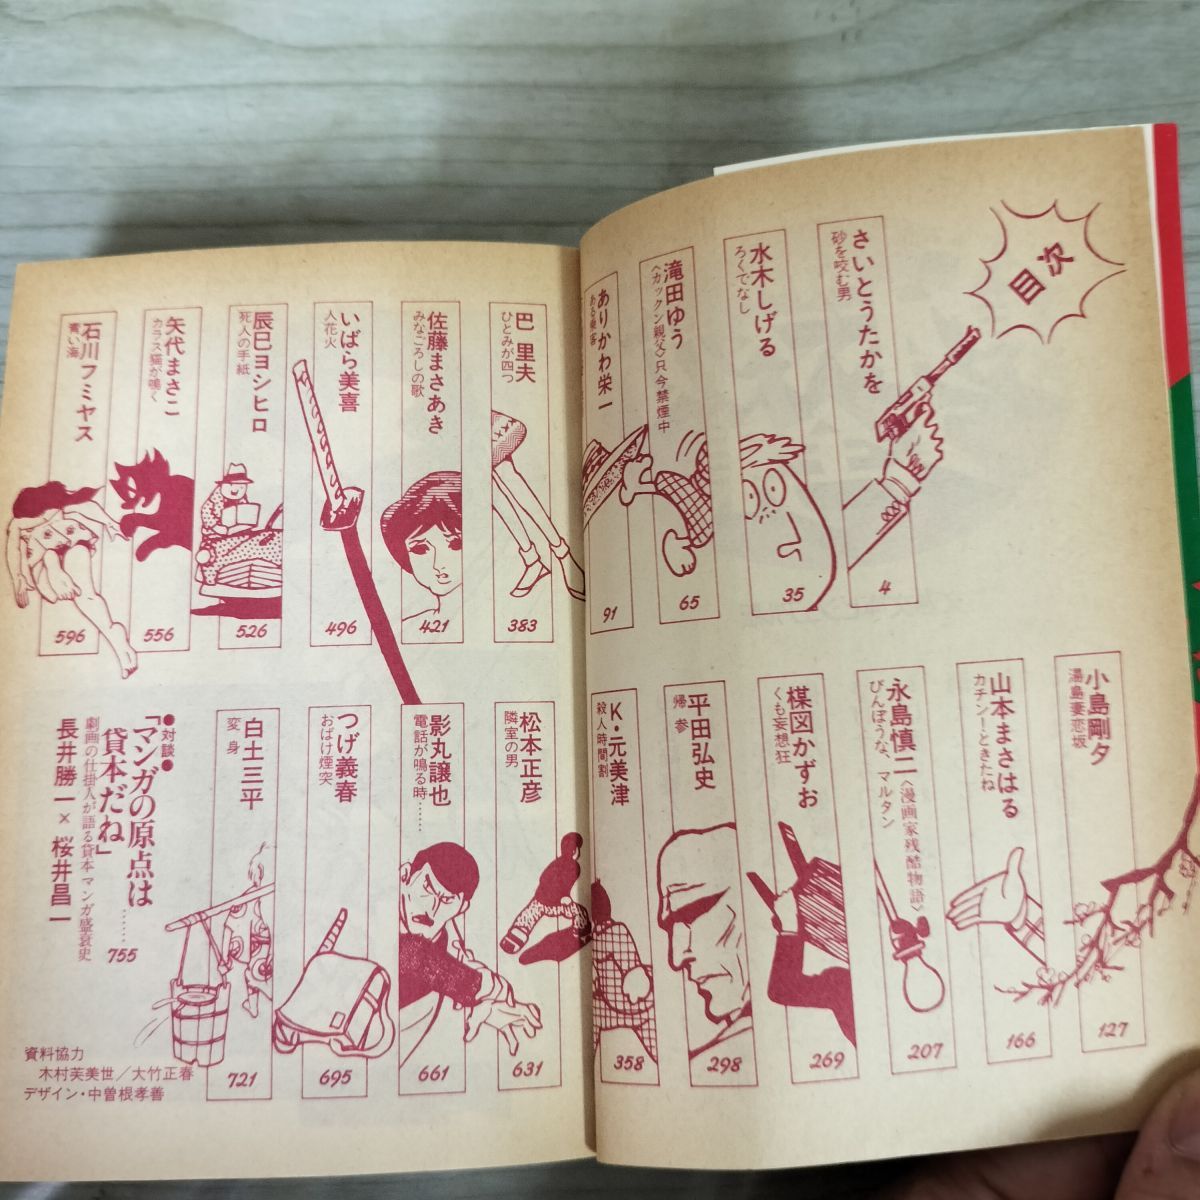 目次
さいとうたかを
砂を咬む男
4
水木しげる
ろくでなし
35
滝田ゆう
〈カックン親父〉只今禁煙中
65
ありかわ栄一
ある乗客
91
小島剛夕
湯島妻恋坂
127
山本まさはる
カチン!ときたね
166
永島慎二
びんぼうな、マルタン
〈漫画家残酷物語〉
207
楳図かずお
くも妄想狂
269
平田弘史
帰参
298
K・元美津
殺人時間割
358
巴里夫
ひとみが四つ
383
佐藤まさあき
みなごろしの歌
421
いばら美喜
人花火
496
辰巳ヨシヒロ
死人の手紙
526
矢代まさこ
カラス猫が鳴く
556
石川フミヤス
蒼い海
596
松本正彦
隣室の男
631
影丸譲也
電話が鳴る時……
661
つげ義春
おばけ煙突
695
白土三平
変身
721
●対談●
「マンガの原点は
貸本だね」……755
劇画の仕掛人が語る貸本マンガ盛衰史
長井勝一×桜井昌一
資料協力
木村芙美世/大竹正春
デザイン・中曽根孝善